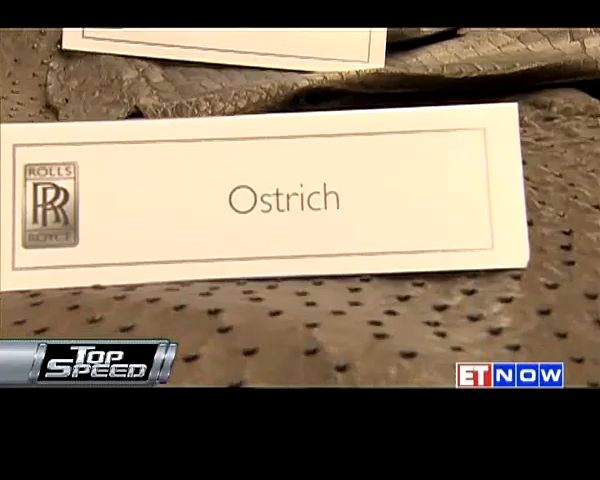 ROLLS
RR
ROYCE
Ostrich
TOP
SPEED
ET NOW